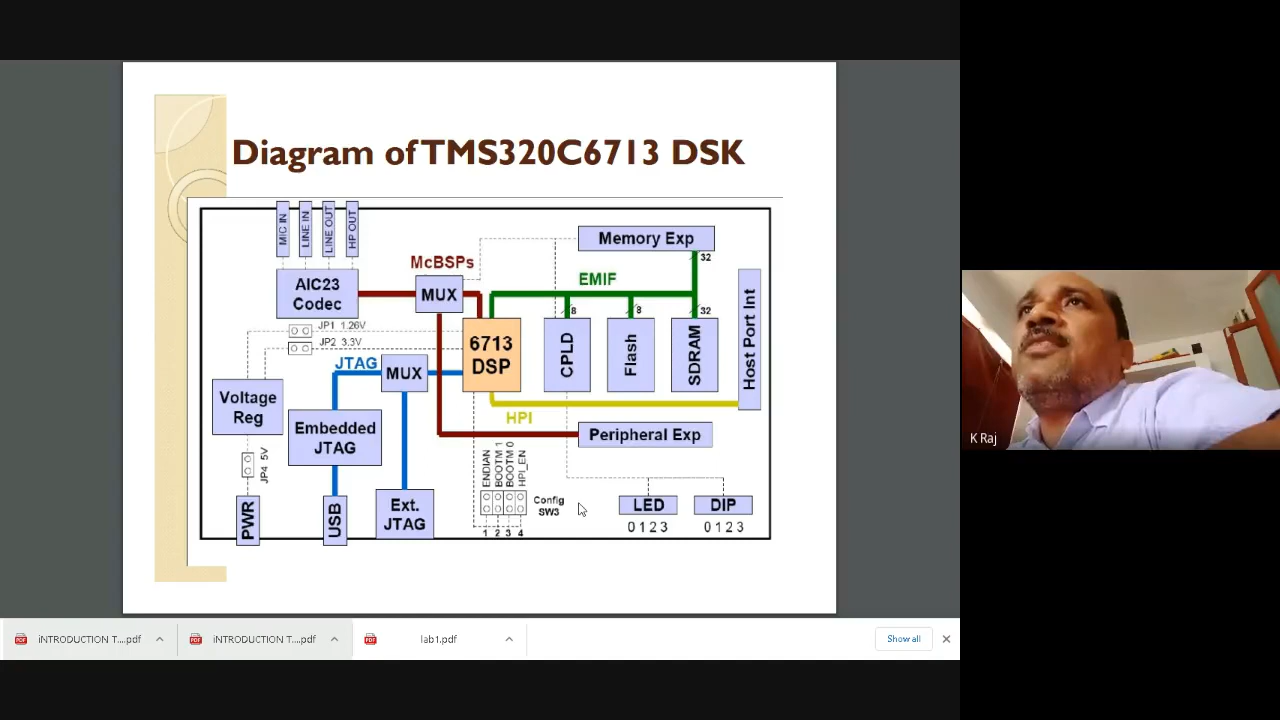 Diagram of TMS320C6713 DSK
MIC IN
LINE IN
LINE OUT
HP OUT
AIC23
Codec
McBSPs
MUX
Memory Exp
32
EMIF
8
8
32
JP1 1.26V
JP2 3.3V
6713
DSP
CPLD
Flash
SDRAM
Host Port Int
JTAG
MUX
Voltage
Reg
HPI
Embedded
JTAG
Peripheral Exp
JP4 5V
ENDIAN
BOOTM 1
BOOTM 0
HPI_EN
Config
SW3
1 2 3 4
PWR
USB
Ext.
JTAG
LED
0 1 2 3
DIP
0 1 2 3
K Raj
iNTRODUCTION T....pdf
iNTRODUCTION T....pdf
lab1.pdf
Show all
PDF
PDF
PDF